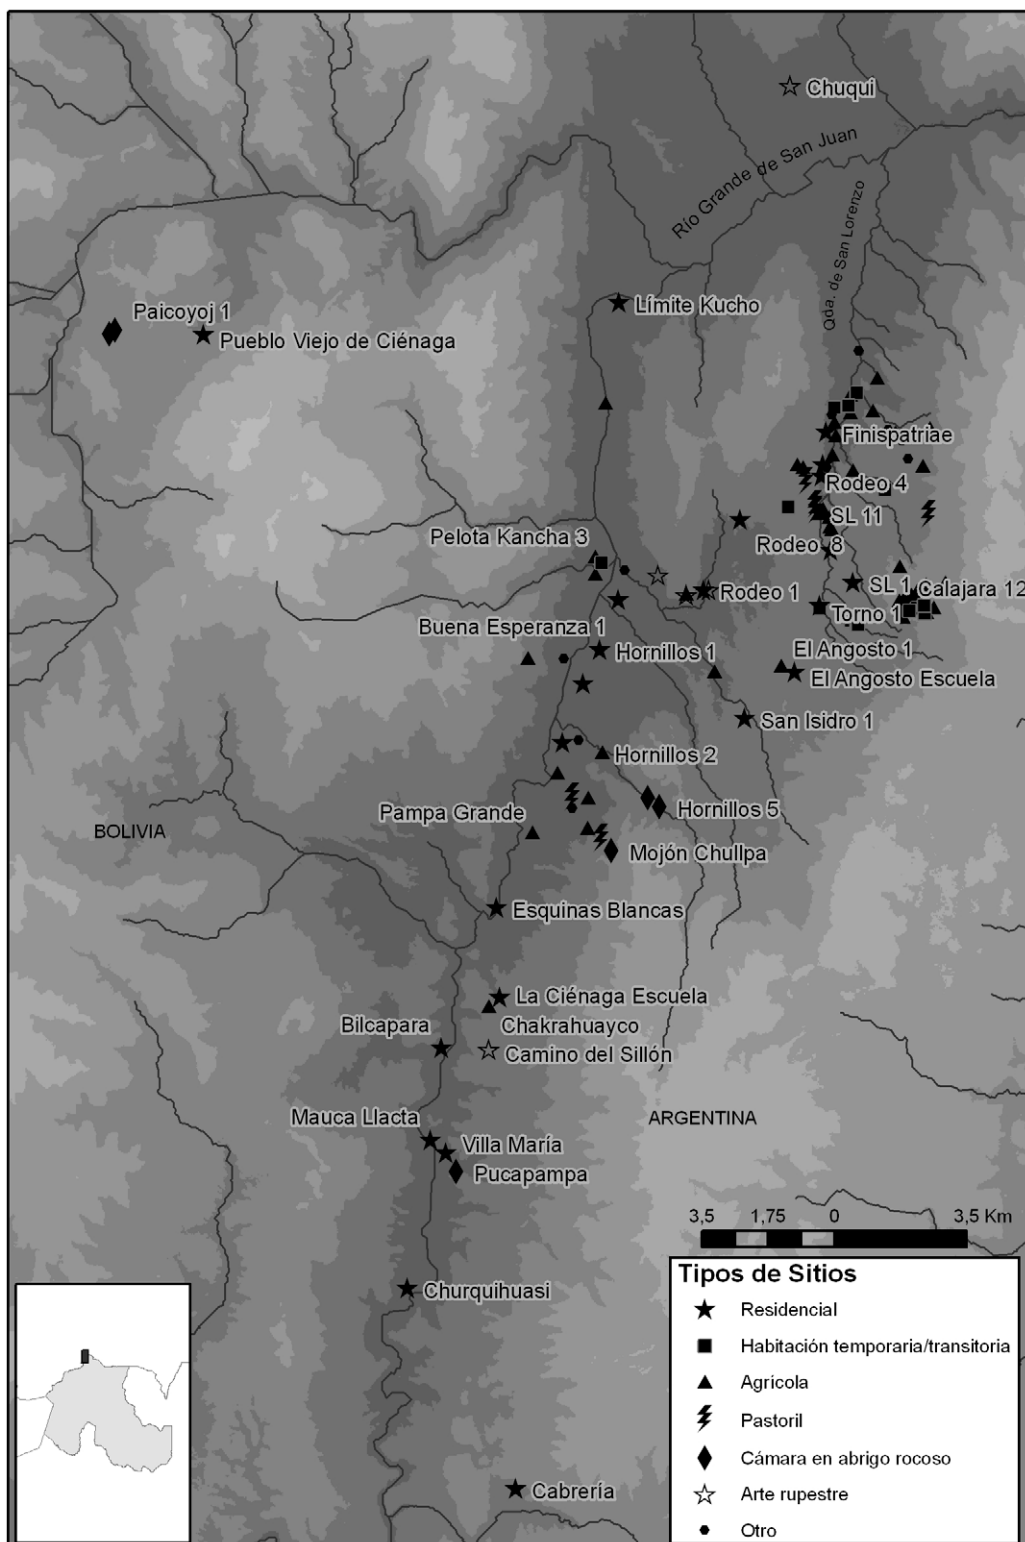 Chuqui
Río Grande de San Juan
Qda. de San Lorenzo
Límite Kucho
Paicoyoj 1
Pueblo Viejo de Ciénaga
Finispatriae
Rodeo 4
SL 11
Pelota Kancha 3
Rodeo 8
SL 1
Calajara 12
Rodeo 1
Torno 1
Buena Esperanza 1
Hornillos 1
El Angosto 1
El Angosto Escuela
San Isidro 1
Hornillos 2
Pampa Grande
Hornillos 5
BOLIVIA
Mojón Chullpa
Esquinas Blancas
La Ciénaga Escuela
Chakrahuayco
Bilcapara
Camino del Sillón
Mauca Llacta
ARGENTINA
Villa María
Pucapampa
3,5 1,75 0 3,5 Km
Churquihuasi
Cabrería
Tipos de Sitios
Residencial
Habitación temporaria/transitoria
Agrícola
Pastoril
Cámara en abrigo rocoso
Arte rupestre
Otro